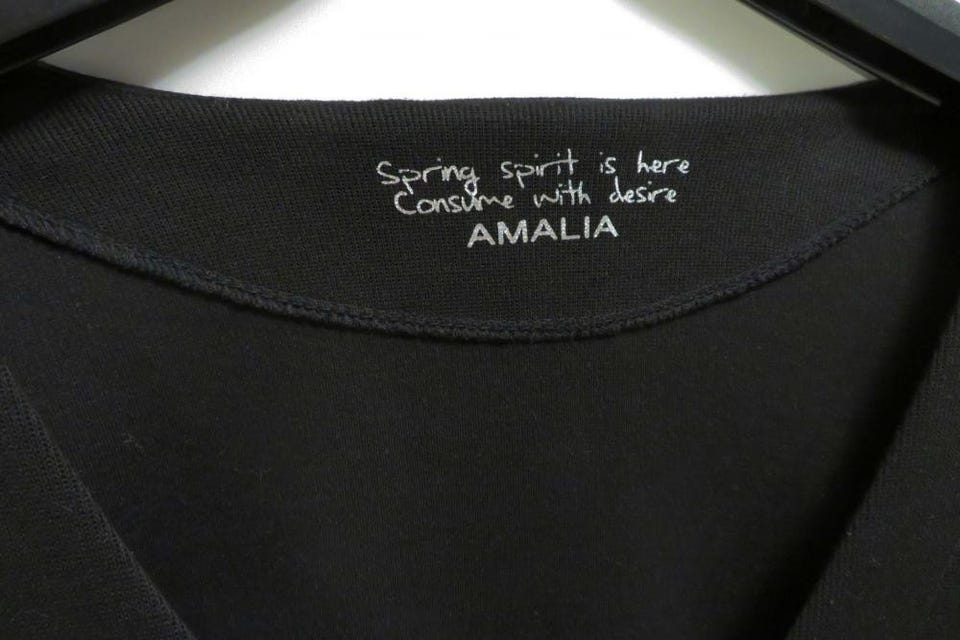 Spring spirit is here
Consume with desire
AMALIA